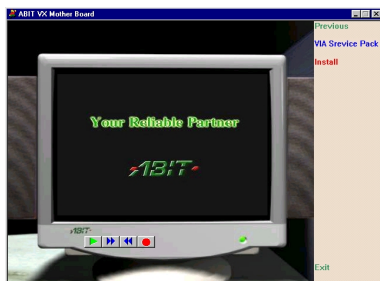 ABIT VX Mother Board
Previous
VIA Srevice Pack
Install
Your Reliable Partner
ABIT
ABIT
Exit